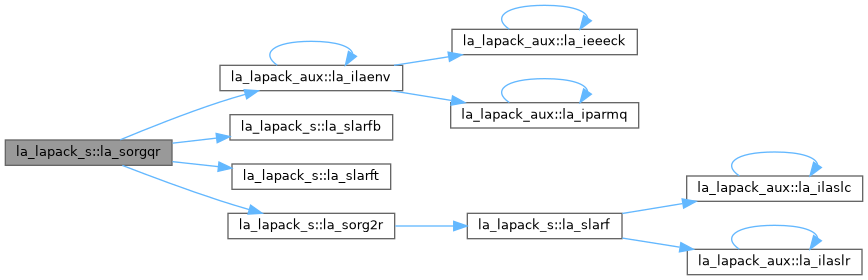 la_lapack_aux::la_ieeeck
la_lapack_aux::la_ilaenv
la_lapack_aux::la_iparmq
la_lapack_s::la_slarfb
la_lapack_s::la_sorgqr
la_lapack_s::la_slarft
la_lapack_aux::la_ilaslc
la_lapack_s::la_sorg2r
la_lapack_s::la_slarf
la_lapack_aux::la_ilaslr